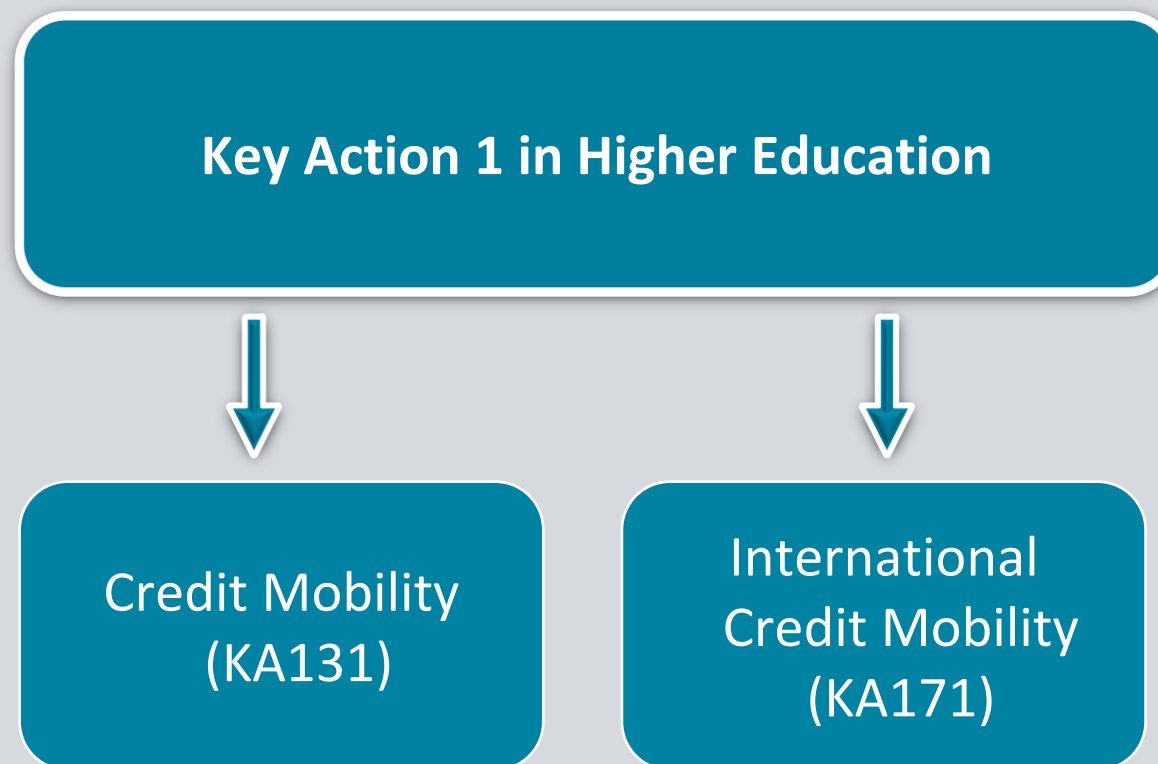 Key Action 1 in Higher Education
Credit Mobility
(KA131)
International
Credit Mobility
(KA171)